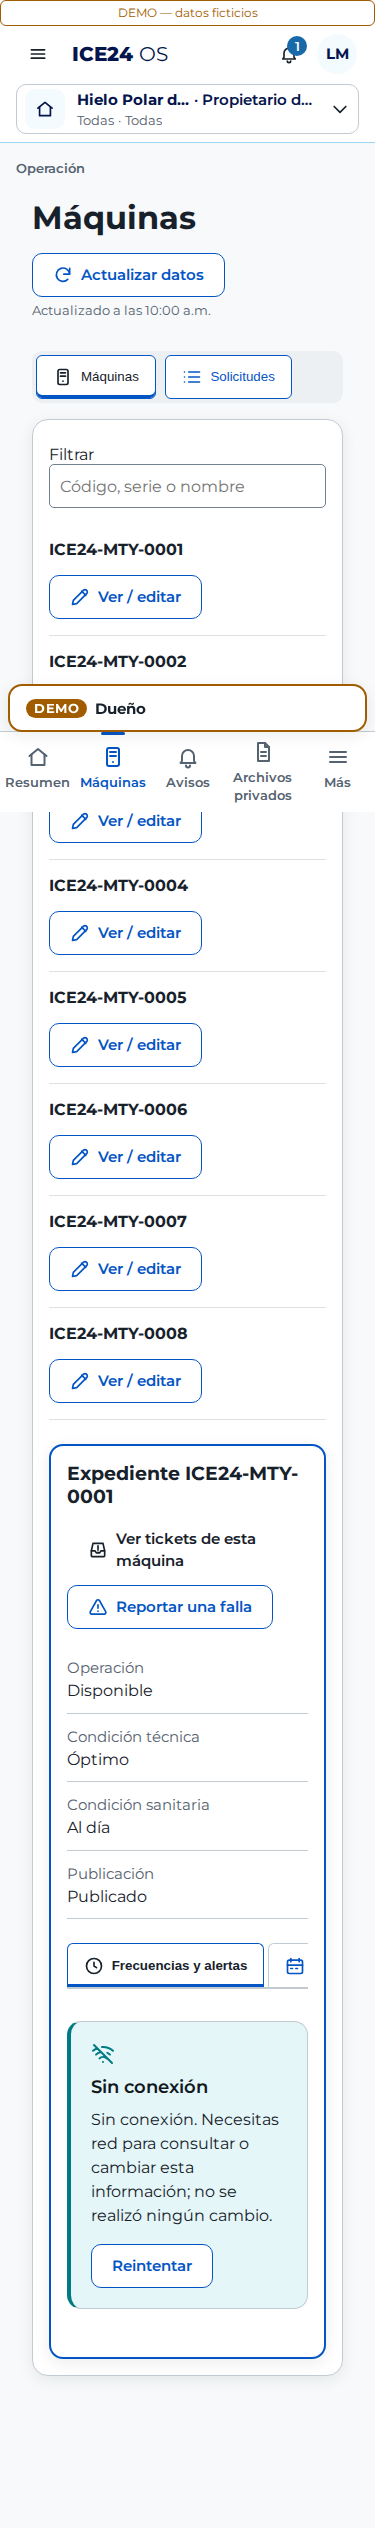 DEMO — datos ficticios
ICE24 OS
1
LM
Hielo Polar d... · Propietario d...
Todas · Todas
Operación
Máquinas
Actualizar datos
Actualizado a las 10:00 a.m.
Máquinas
Solicitudes
Filtrar
Código, serie o nombre
ICE24-MTY-0001
Ver / editar
ICE24-MTY-0002
DEMO Dueño
Resumen
Máquinas
Avisos
Archivos privados
Más
Ver / editar
ICE24-MTY-0004
Ver / editar
ICE24-MTY-0005
Ver / editar
ICE24-MTY-0006
Ver / editar
ICE24-MTY-0007
Ver / editar
ICE24-MTY-0008
Ver / editar
Expediente ICE24-MTY-
0001
Ver tickets de esta
máquina
Reportar una falla
Operación
Disponible
Condición técnica
Óptimo
Condición sanitaria
Al día
Publicación
Publicado
Frecuencias y alertas
Sin conexión
Sin conexión. Necesitas
red para consultar o
cambiar esta
información; no se
realizó ningún cambio.
Reintentar